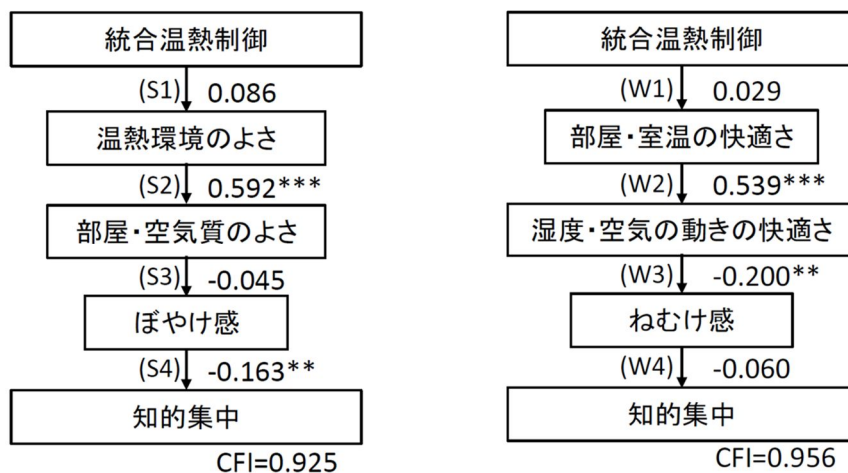 統合温熱制御
(S1) 0.086
温熱環境のよさ
(S2) 0.592***
部屋・空気質のよさ
(S3) -0.045
ぼやけ感
(S4) -0.163**
知的集中
CFI=0.925
統合温熱制御
(W1) 0.029
部屋・室温の快適さ
(W2) 0.539***
湿度・空気の動きの快適さ
(W3) -0.200**
ねむけ感
(W4) -0.060
知的集中
CFI=0.956